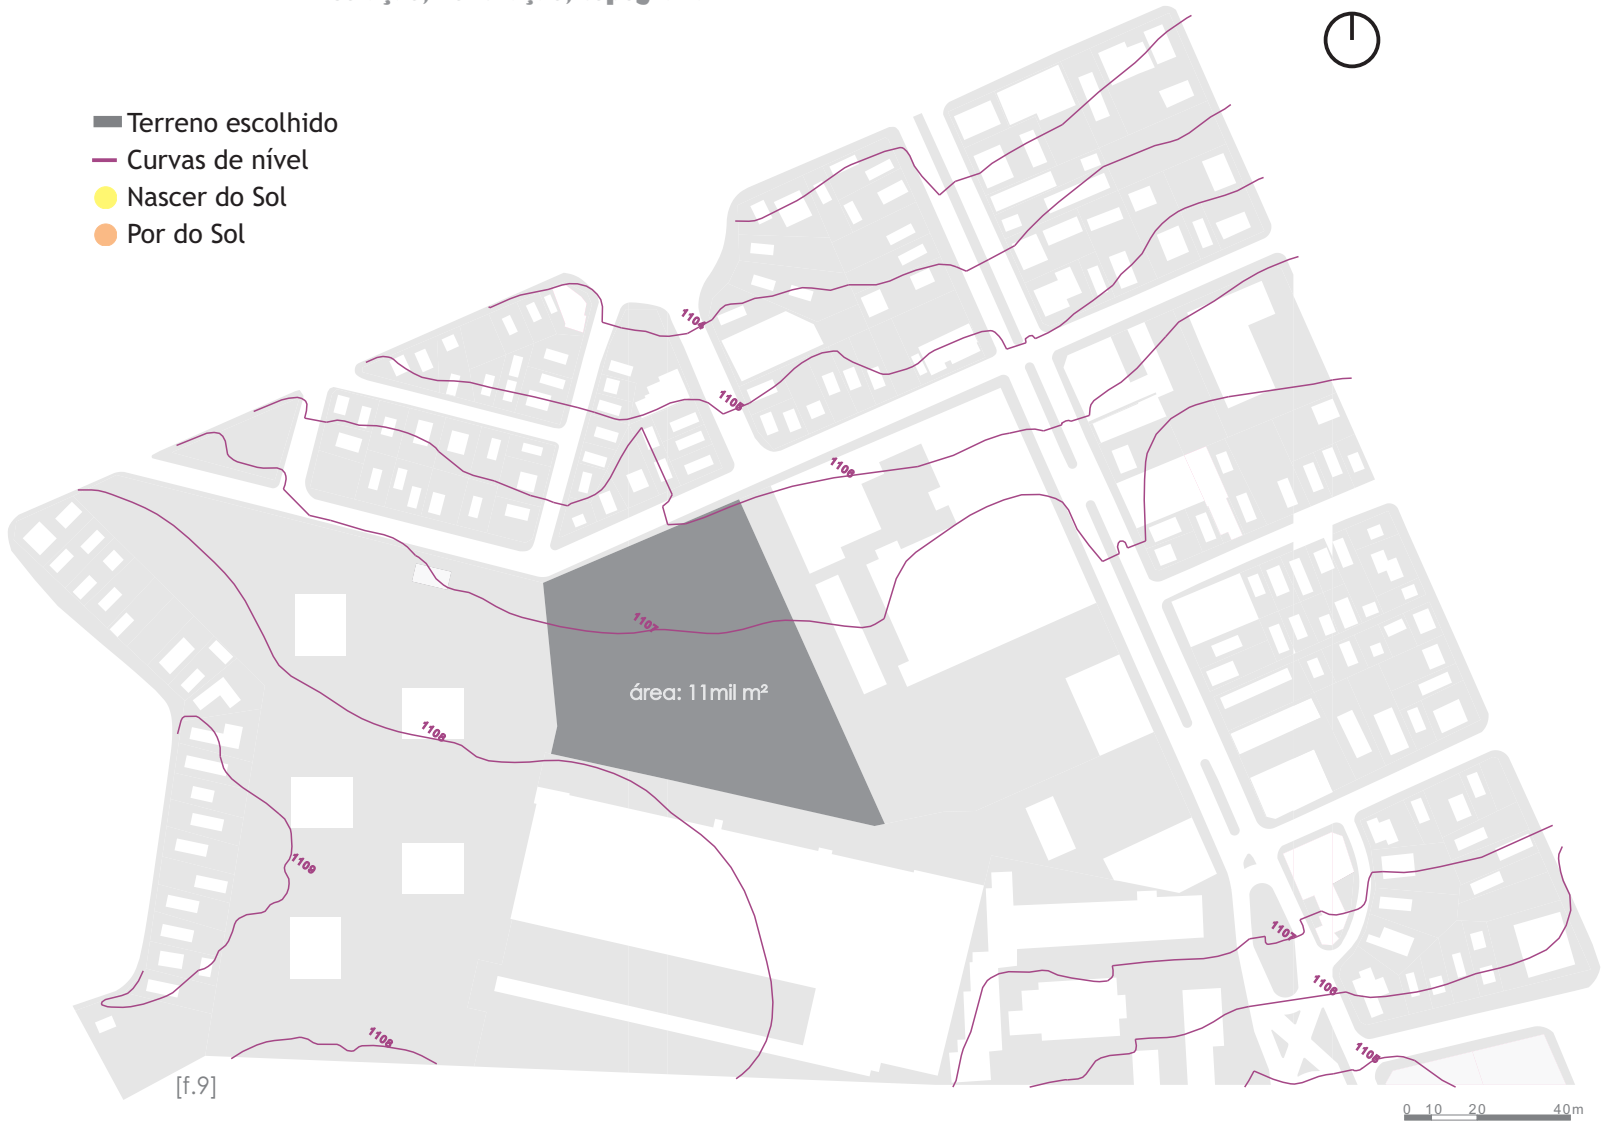 Terreno escolhido
Curvas de nível
Nascer do Sol
Por do Sol
1104
1105
1106
1107
área: 11mil m²
1108
1109
1107
1106
1105
1108
[f.9]
0 10 20 40m